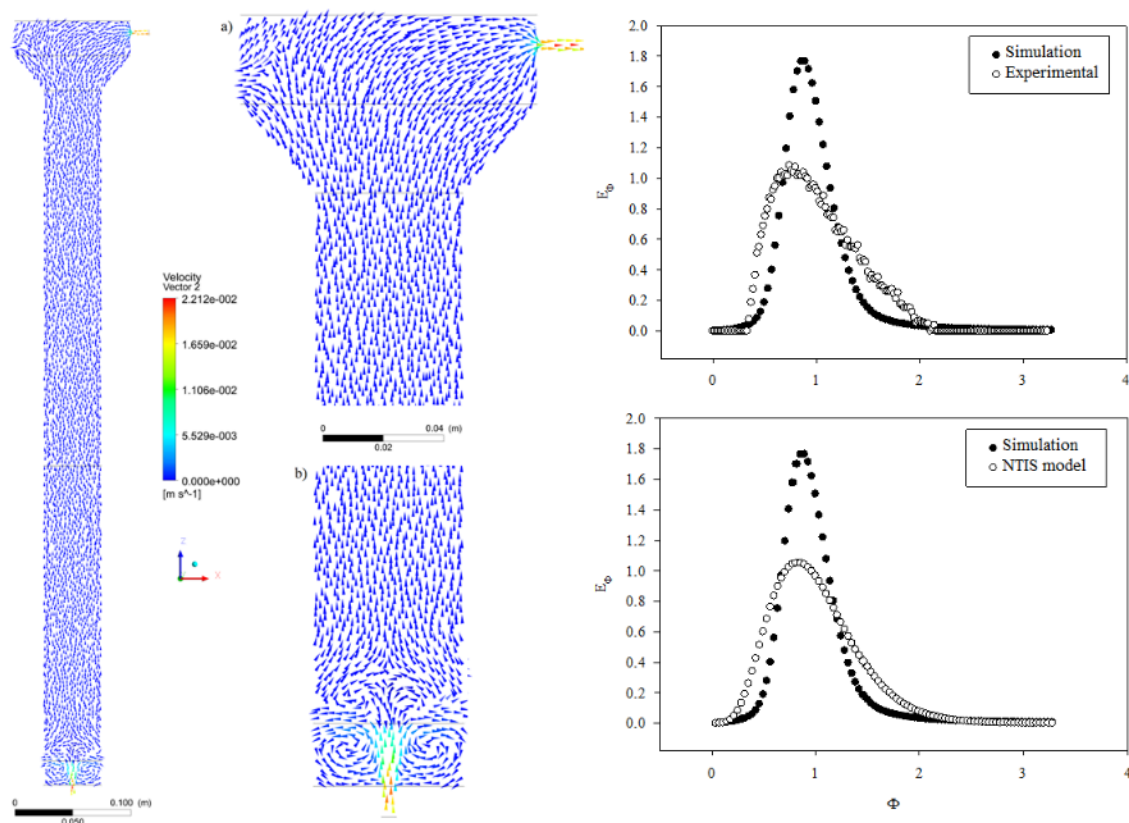 a)
Velocity
Vector 2
2.212e-002
1.659e-002
1.106e-002
5.529e-003
0.000e+000
[m s^-1]
Z
X
0 0.100 (m)
0.050
0 0.04 (m)
0.02
b)
2.0
1.8
1.6
1.4
1.2
1.0
0.8
0.6
0.4
0.2
0.0
EΦ
Simulation
Experimental
0 1 2 3 4
2.0
1.8
1.6
1.4
1.2
1.0
0.8
0.6
0.4
0.2
0.0
EΦ
Simulation
NTIS model
0 1 2 3 4
Φ